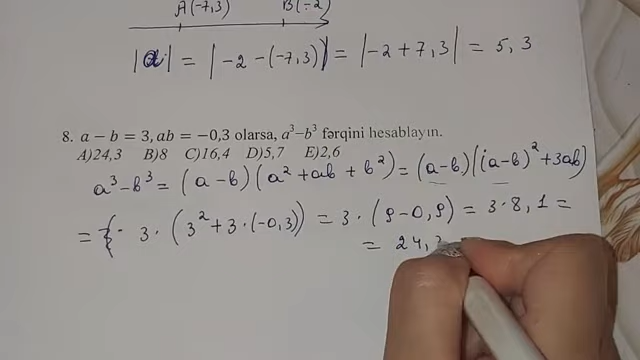 A(-7,3) B(-2)
|d| = |-2-(-7,3)| = |-2+7,3| = 5,3
8. a − b = 3, ab = −0,3 olarsa, a³−b³ fərqini hesablayın.
A)24,3 B)8 C)16,4 D)5,7 E)2,6
a³-b³ = (a-b)(a²+ab+b²) = (a-b)((a-b)²+3ab)
= 3·(3²+3·(-0,3)) = 3·(9-0,9) = 3·8,1 =
= 24,3